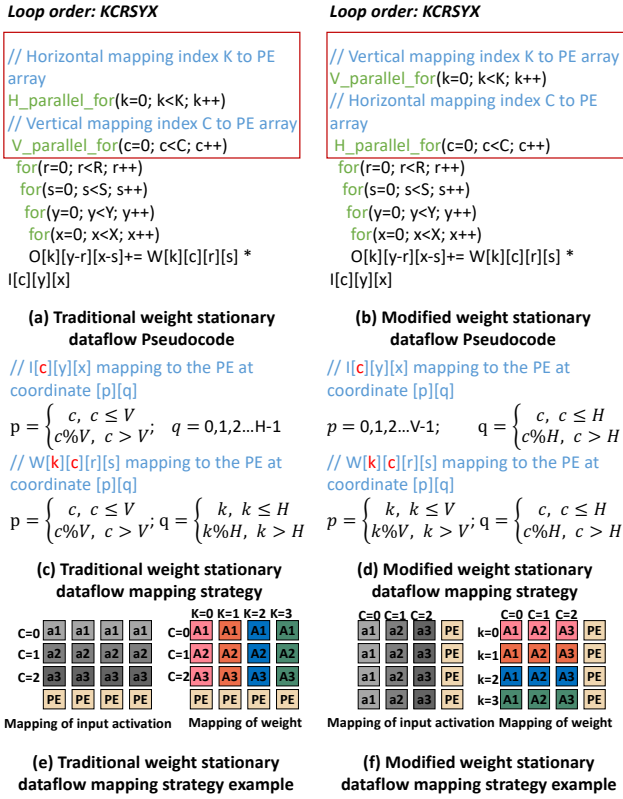 Loop order: KCRSYX
// Horizontal mapping index K to PE
array
H_parallel_for(k=0; k<K; k++)
// Vertical mapping index C to PE array
V_parallel_for(c=0; c<C; c++)
for(r=0; r<R; r++)
for(s=0; s<S; s++)
for(y=0; y<Y; y++)
for(x=0; x<X; x++)
O[k][y-r][x-s]+= W[k][c][r][s] *
I[c][y][x]
(a) Traditional weight stationary
dataflow Pseudocode
// I[c][y][x] mapping to the PE at
coordinate [p][q]
p = { c, c ≤ V
c%V, c > V ; q = 0,1,2...H-1
// W[k][c][r][s] mapping to the PE at
coordinate [p][q]
p = { c, c ≤ V
c%V, c > V ; q = { k, k ≤ H
k%H, k > H
(c) Traditional weight stationary
dataflow mapping strategy
K=0 K=1 K=2 K=3
C=0 a1 a1 a1 a1 C=0 A1 A1 A1 A1
C=1 a2 a2 a2 a2 C=1 A2 A2 A2 A2
C=2 a3 a3 a3 a3 C=2 A3 A3 A3 A3
PE PE PE PE PE PE PE PE
Mapping of input activation Mapping of weight
(e) Traditional weight stationary
dataflow mapping strategy example
Loop order: KCRSYX
// Vertical mapping index K to PE array
V_parallel_for(k=0; k<K; k++)
// Horizontal mapping index C to PE
array
H_parallel_for(c=0; c<C; c++)
for(r=0; r<R; r++)
for(s=0; s<S; s++)
for(y=0; y<Y; y++)
for(x=0; x<X; x++)
O[k][y-r][x-s]+= W[k][c][r][s] *
I[c][y][x]
(b) Modified weight stationary
dataflow Pseudocode
// I[c][y][x] mapping to the PE at
coordinate [p][q]
p = 0,1,2...V-1; q = { c, c ≤ H
c%H, c > H
// W[k][c][r][s] mapping to the PE at
coordinate [p][q]
p = { k, k ≤ V
k%V, k > V ; q = { c, c ≤ H
c%H, c > H
(d) Modified weight stationary
dataflow mapping strategy
C=0 C=1 C=2 C=0 C=1 C=2
a1 a2 a3 PE k=0 A1 A2 A3 PE
a1 a2 a3 PE k=1 A1 A2 A3 PE
a1 a2 a3 PE k=2 A1 A2 A3 PE
a1 a2 a3 PE k=3 A1 A2 A3 PE
Mapping of input activation Mapping of weight
(f) Modified weight stationary
dataflow mapping strategy example